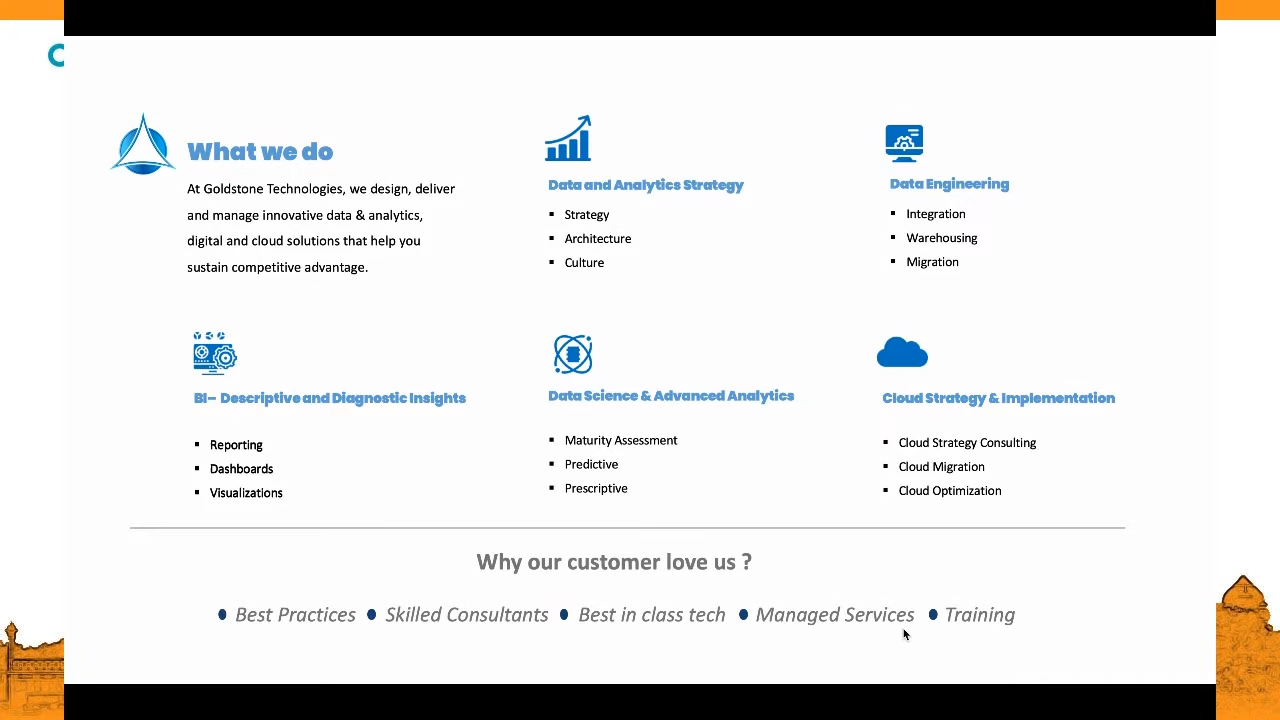 What we do
At Goldstone Technologies, we design, deliver
and manage innovative data & analytics,
digital and cloud solutions that help you
sustain competitive advantage.
Data and Analytics Strategy
▪ Strategy
▪ Architecture
▪ Culture
Data Engineering
▪ Integration
▪ Warehousing
▪ Migration
BI– Descriptive and Diagnostic Insights
▪ Reporting
▪ Dashboards
▪ Visualizations
Data Science & Advanced Analytics
▪ Maturity Assessment
▪ Predictive
▪ Prescriptive
Cloud Strategy & Implementation
▪ Cloud Strategy Consulting
▪ Cloud Migration
▪ Cloud Optimization
Why our customer love us ?
• Best Practices • Skilled Consultants • Best in class tech • Managed Services • Training